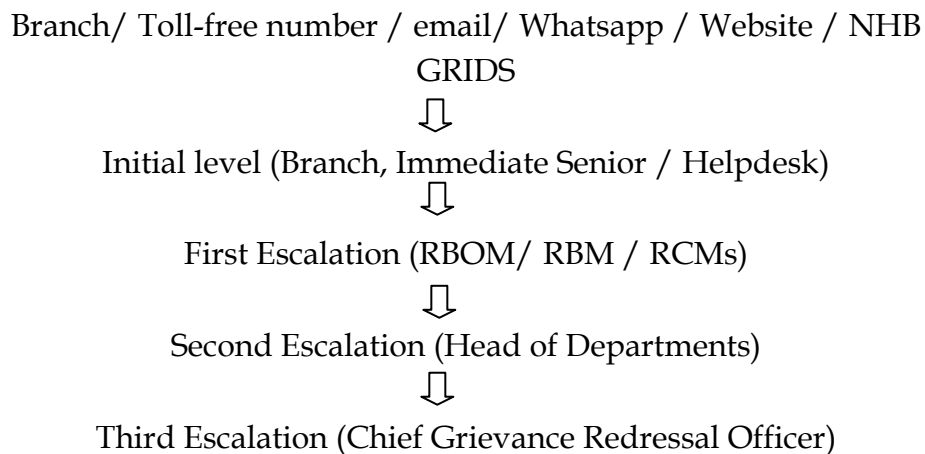 Branch/ Toll-free number / email/ Whatsapp / Website / NHB
GRIDS
Initial level (Branch, Immediate Senior / Helpdesk)
First Escalation (RBOM/ RBM / RCMs)
Second Escalation (Head of Departments)
Third Escalation (Chief Grievance Redressal Officer)